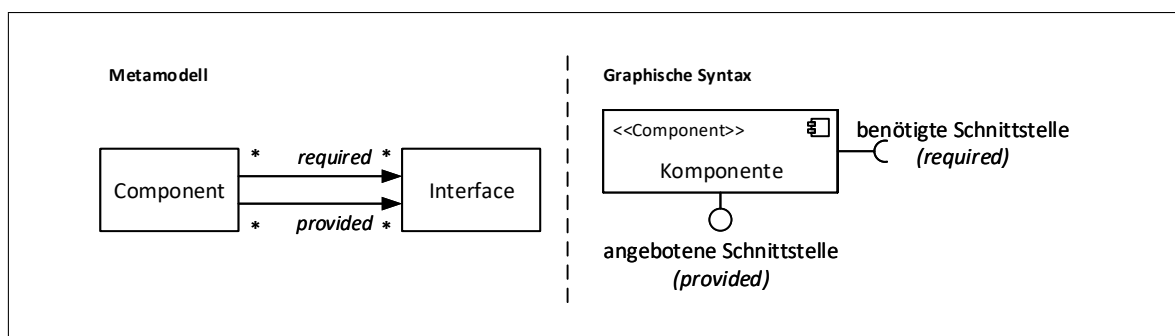 Metamodell
Component
* required *
* provided *
Interface
Graphische Syntax
<<Component>>
Komponente
benötigte Schnittstelle
(required)
angebotene Schnittstelle
(provided)